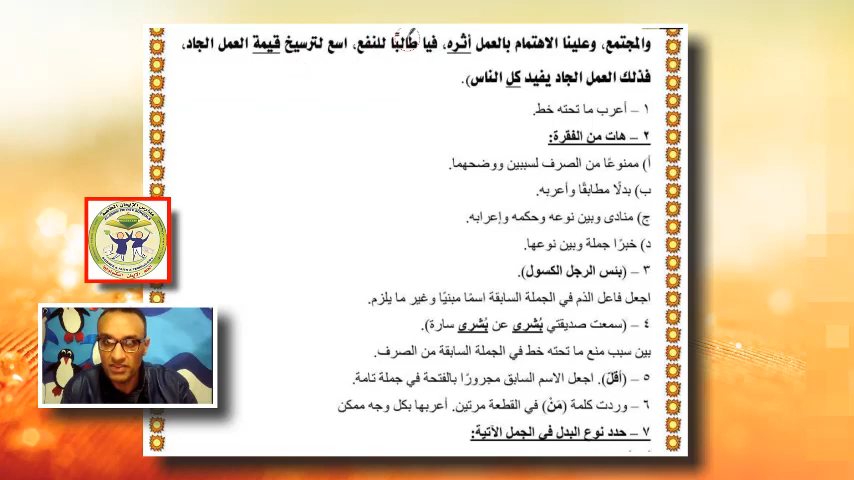 والمجتمع، وعلينا الاهتمام بالعمل أثره، فيا طالبًا للنفع، اسع لترسيخ قيمة العمل الجاد،
فذلك العمل الجاد يفيد كل الناس).
١ – أعرب ما تحته خط.
٢ – هات من الفقرة:
أ) ممنوعًا من الصرف لسببين ووضحهما.
ب) بدلًا مطابقًا وأعربه.
ج) منادى وبين نوعه وحكمه وإعرابه.
د) خبرًا جملة وبين نوعها.
٣ – (بئس الرجل الكسول).
اجعل فاعل الذم في الجملة السابقة اسمًا مبنيًا وغير ما يلزم.
٤ – (سمعت صديقتي بُشرى عن بُشرى سارة).
بين سبب منع ما تحته خط في الجملة السابقة من الصرف.
٥ – (أقلَ). اجعل الاسم السابق مجرورًا بالفتحة في جملة تامة.
٦ – وردت كلمة (مَنْ) في القطعة مرتين. أعربها بكل وجه ممكن
٧ – حدد نوع البدل في الجمل الآتية: